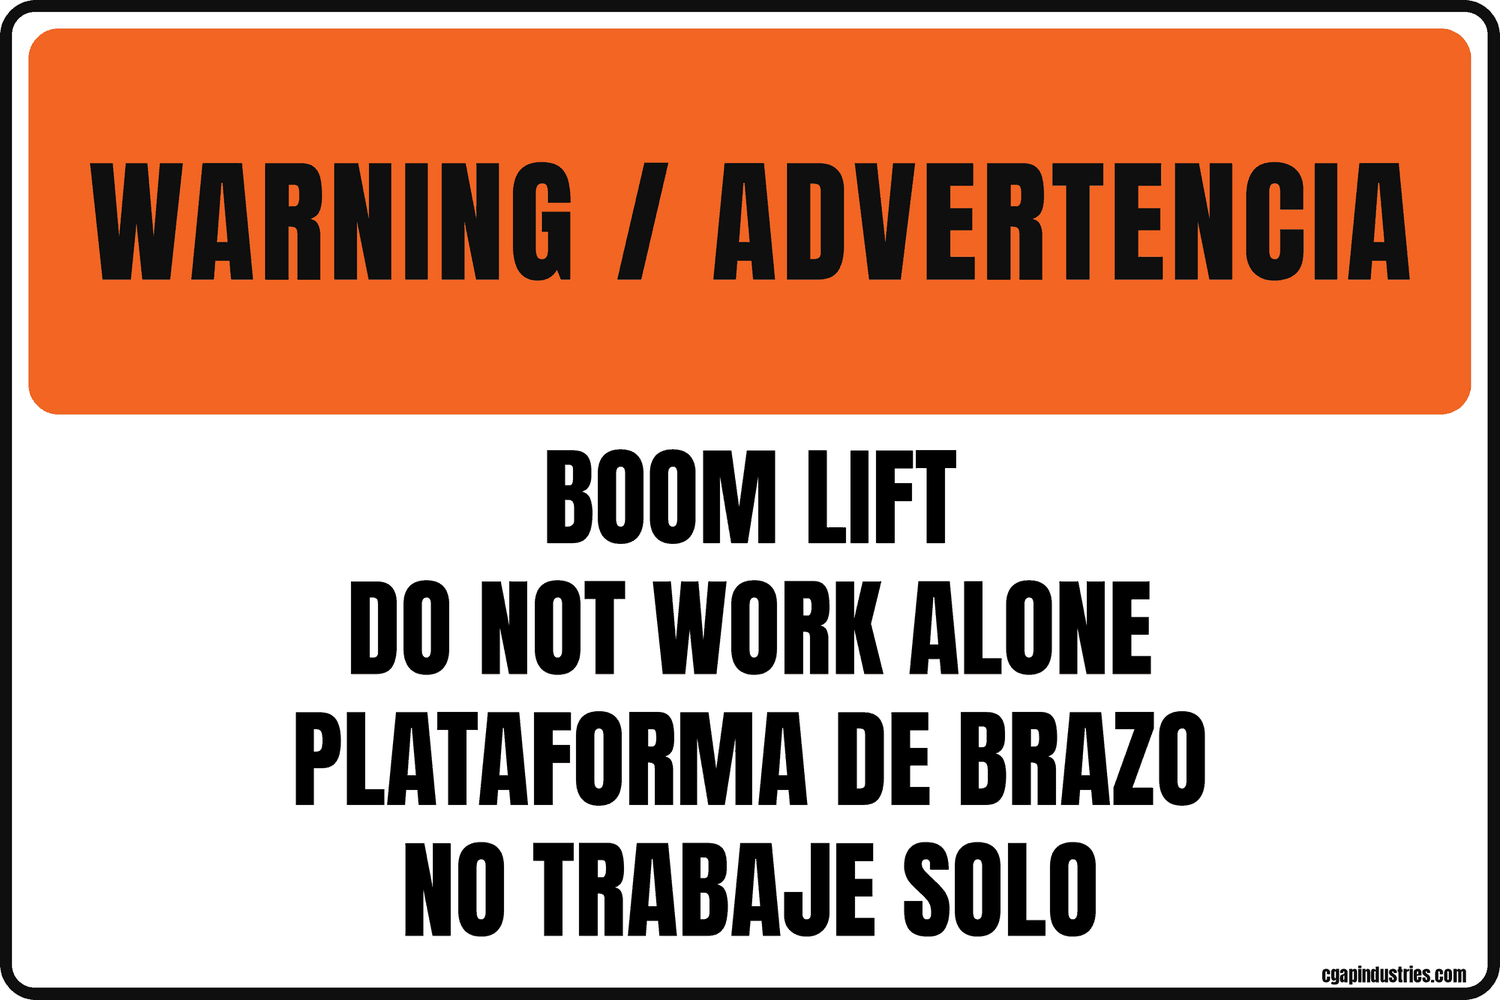 WARNING / ADVERTENCIA
BOOM LIFT
DO NOT WORK ALONE
PLATAFORMA DE BRAZO
NO TRABAJE SOLO
cgapindustries.com